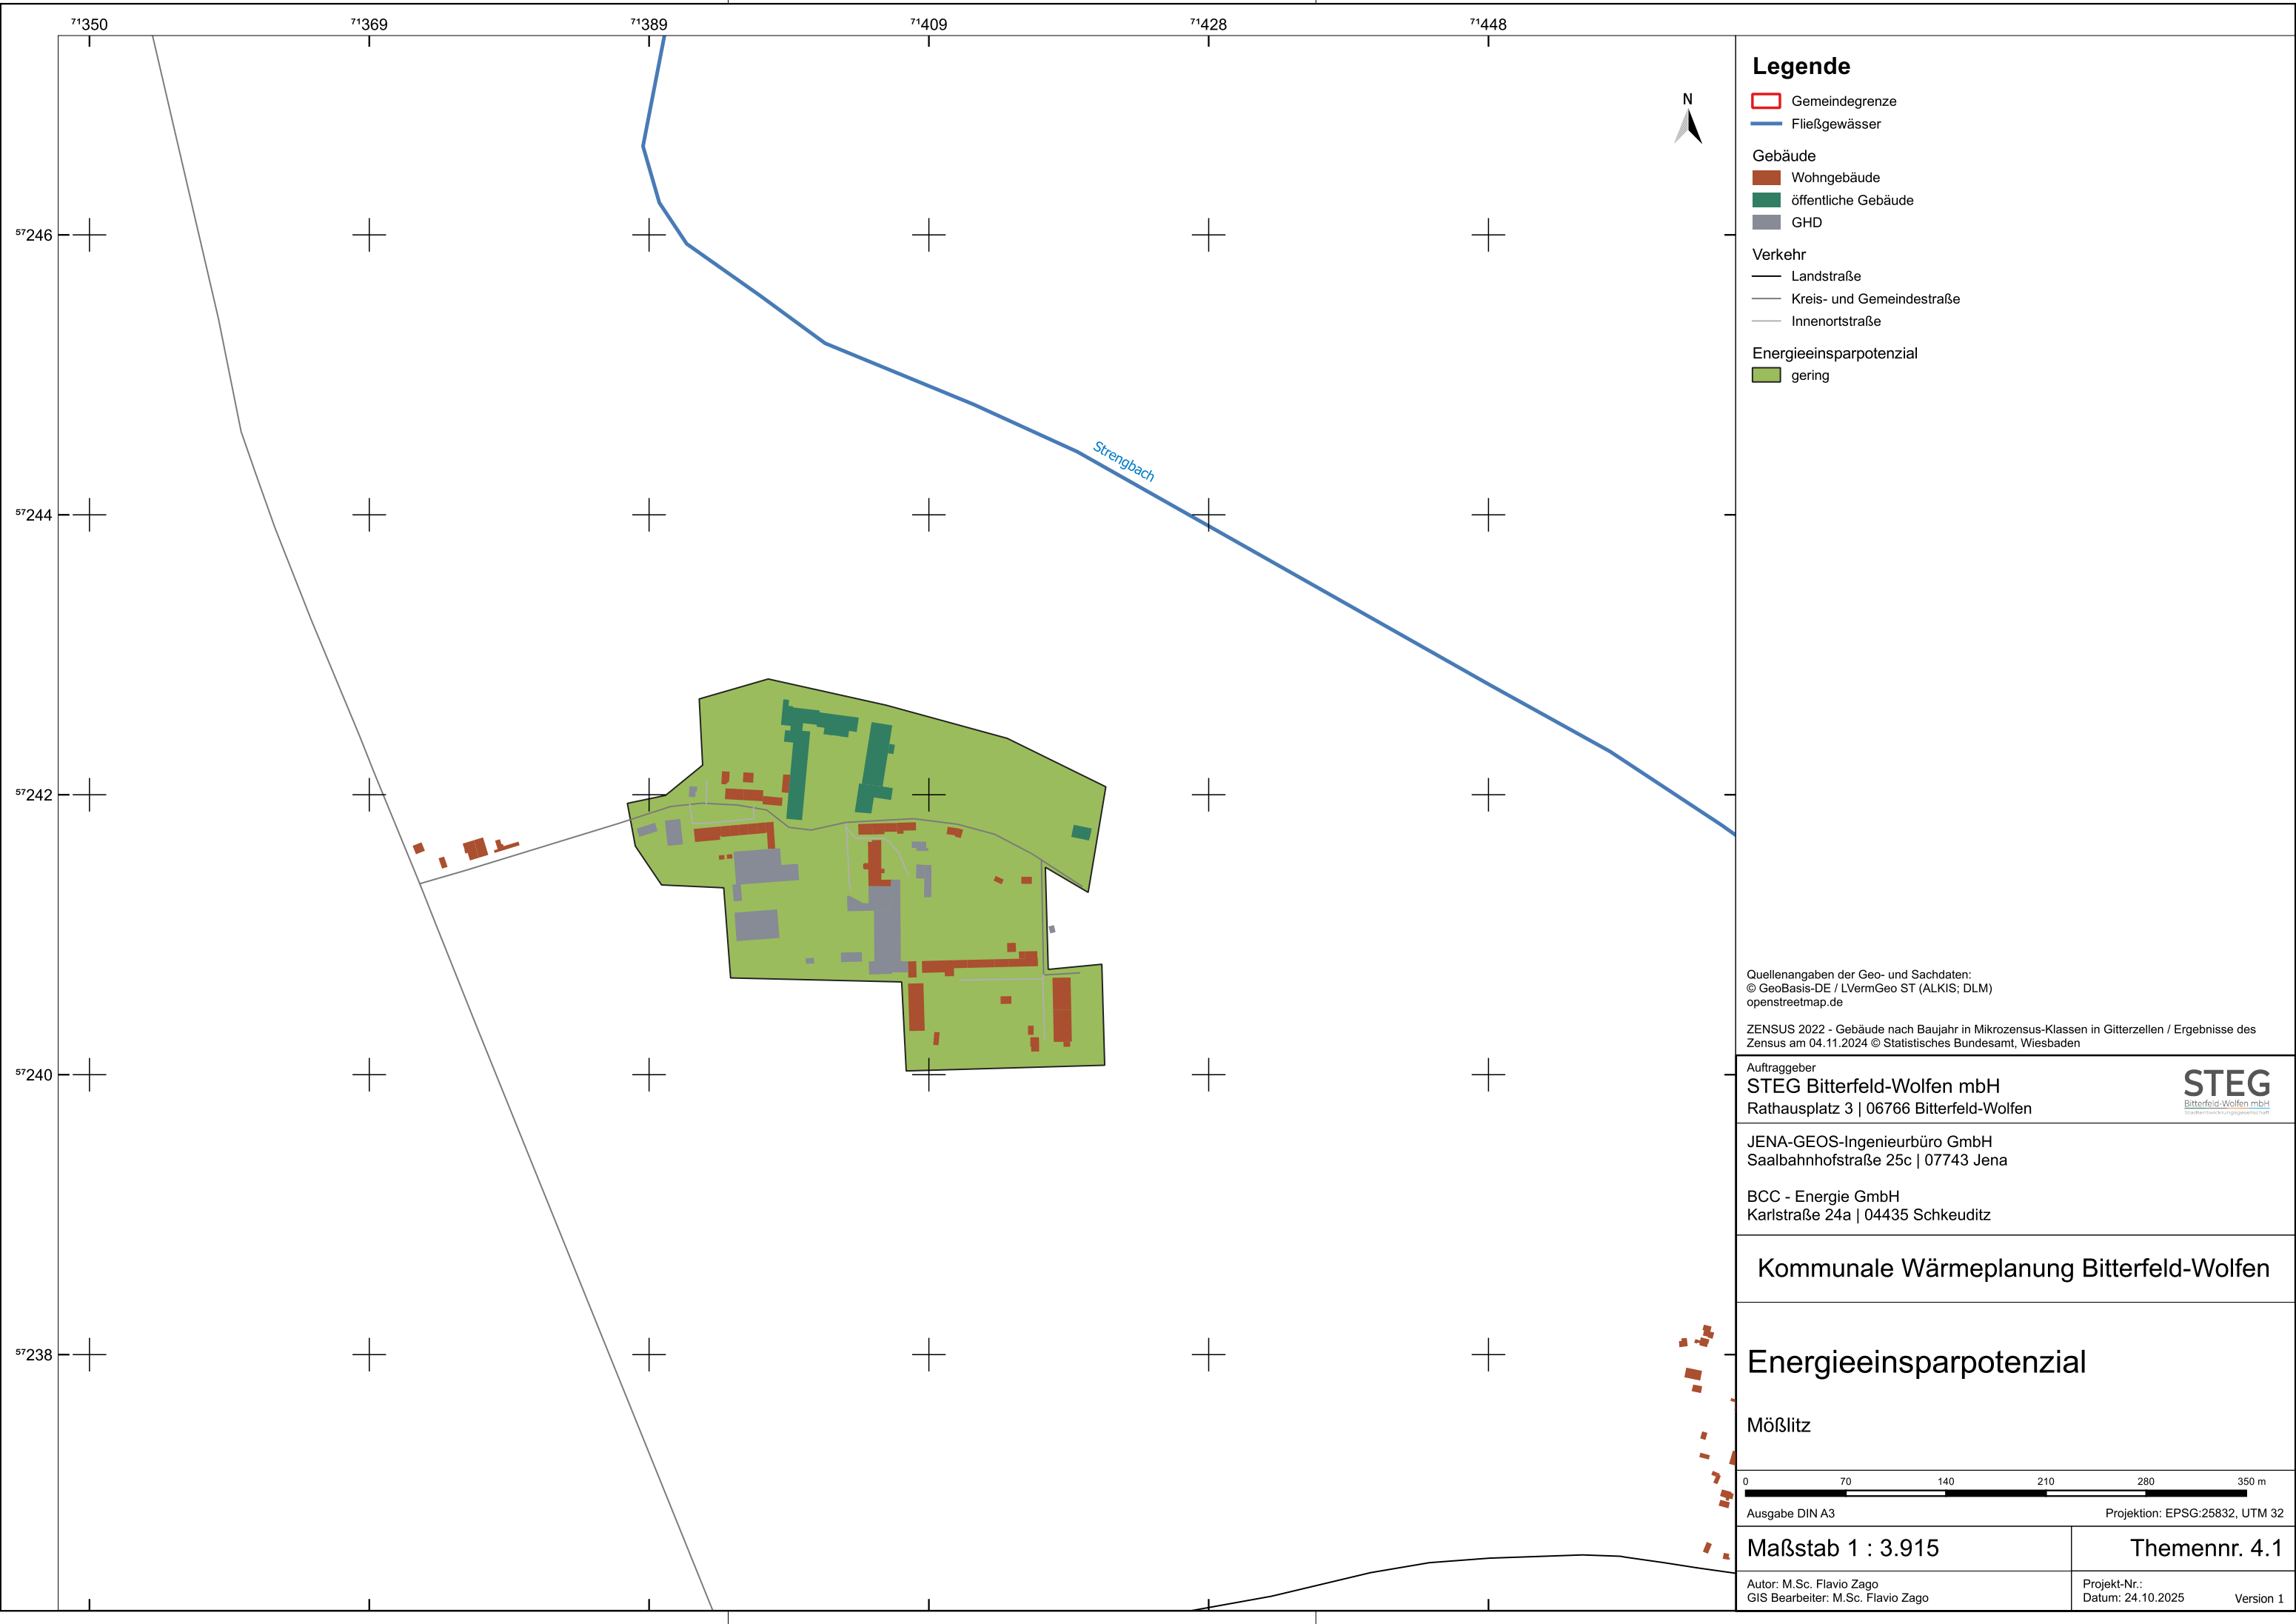 71350 71369 71389 71409 71428 71448
57246
57244
57242
57240
57238
N
Strengbach
Legende
Gemeindegrenze
Fließgewässer
Gebäude
Wohngebäude
öffentliche Gebäude
GHD
Verkehr
Landstraße
Kreis- und Gemeindestraße
Innenortstraße
Energieeinsparpotenzial
gering
Quellenangaben der Geo- und Sachdaten:
© GeoBasis-DE / LVermGeo ST (ALKIS; DLM)
openstreetmap.de
ZENSUS 2022 - Gebäude nach Baujahr in Mikrozensus-Klassen in Gitterzellen / Ergebnisse des
Zensus am 04.11.2024 © Statistisches Bundesamt, Wiesbaden
Auftraggeber
STEG Bitterfeld-Wolfen mbH
Rathausplatz 3 | 06766 Bitterfeld-Wolfen
STEG
Bitterfeld-Wolfen mbH
Stadtentwicklungsgesellschaft
JENA-GEOS-Ingenieurbüro GmbH
Saalbahnhofstraße 25c | 07743 Jena
BCC - Energie GmbH
Karlstraße 24a | 04435 Schkeuditz
Kommunale Wärmeplanung Bitterfeld-Wolfen
Energieeinsparpotenzial
Mößlitz
0 70 140 210 280 350 m
Ausgabe DIN A3 Projektion: EPSG:25832, UTM 32
Maßstab 1 : 3.915 Themennr. 4.1
Autor: M.Sc. Flavio Zago
GIS Bearbeiter: M.Sc. Flavio Zago
Projekt-Nr.:
Datum: 24.10.2025 Version 1